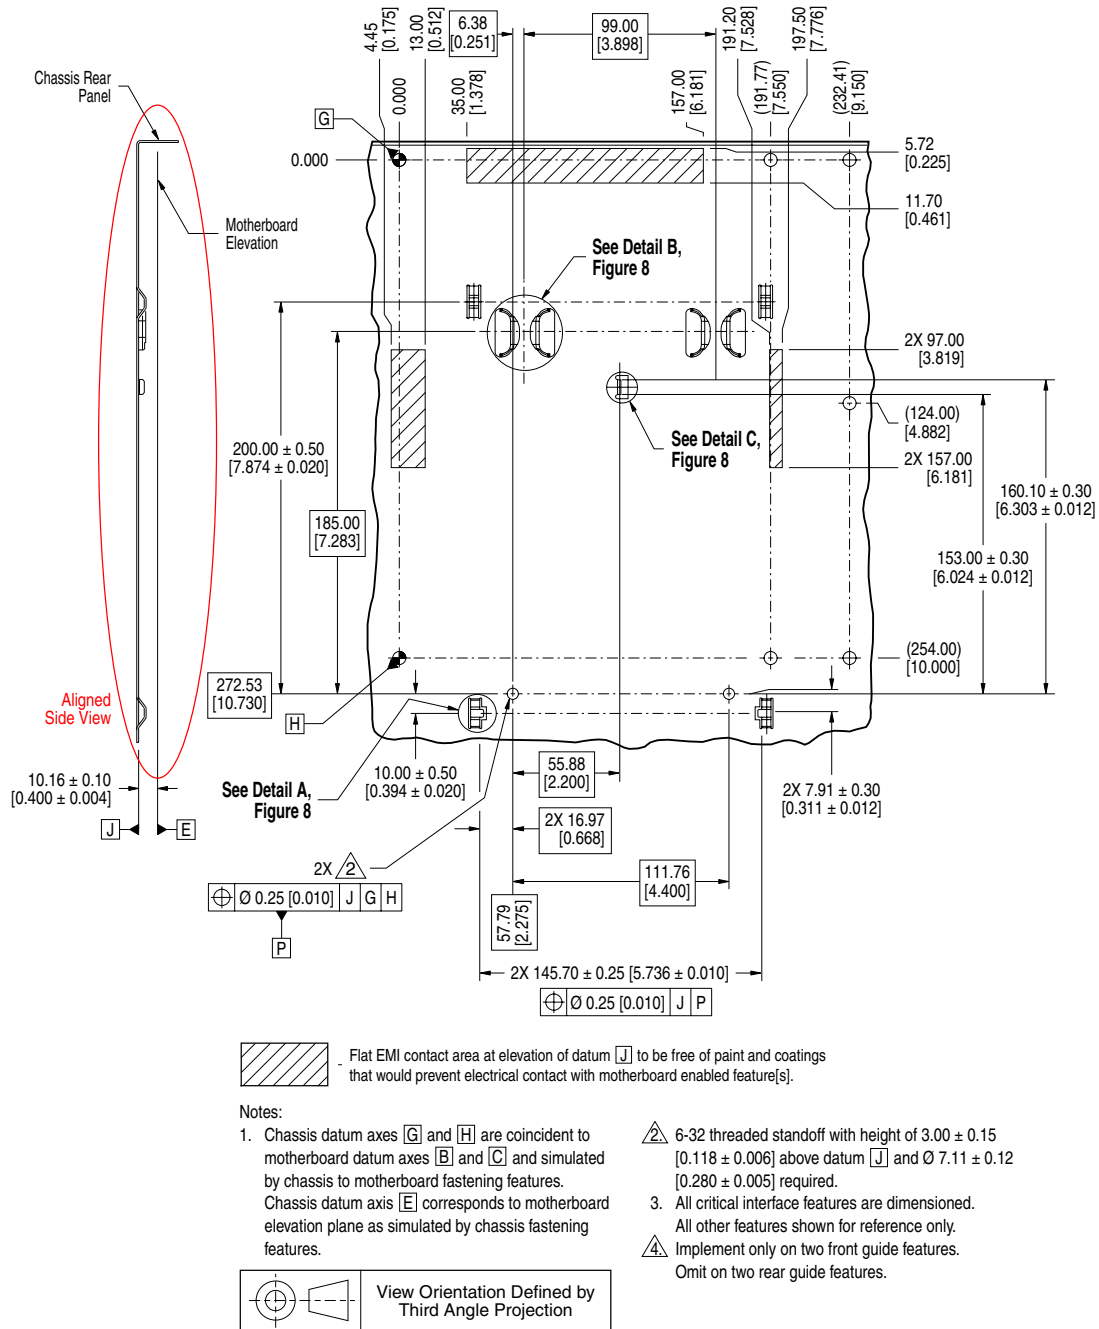 4.45
[0.175]
13.00
[0.512]
6.38
[0.251]
99.00
[3.898]
191.20
[7.528]
197.50
[7.776]
Chassis Rear
Panel
G
0.000
35.00
[1.378]
157.00
[6.181]
(191.77)
[7.550]
(232.41)
[9.150]
0.000
5.72
[0.225]
11.70
[0.461]
Motherboard
Elevation
See Detail B,
Figure 8
2X 97.00
[3.819]
(124.00)
[4.882]
See Detail C,
Figure 8
2X 157.00
[6.181]
200.00 ± 0.50
[7.874 ± 0.020]
160.10 ± 0.30
[6.303 ± 0.012]
185.00
[7.283]
153.00 ± 0.30
[6.024 ± 0.012]
(254.00)
[10.000]
272.53
[10.730]
Aligned
Side View
H
10.16 ± 0.10
[0.400 ± 0.004]
J
E
See Detail A,
Figure 8
10.00 ± 0.50
[0.394 ± 0.020]
55.88
[2.200]
2X 7.91 ± 0.30
[0.311 ± 0.012]
2X 16.97
[0.668]
2X 2
111.76
[4.400]
Ø 0.25 [0.010] J G H
57.79
[2.275]
P
2X 145.70 ± 0.25 [5.736 ± 0.010]
Ø 0.25 [0.010] J P
- Flat EMI contact area at elevation of datum J to be free of paint and coatings
that would prevent electrical contact with motherboard enabled feature[s].
Notes:
1. Chassis datum axes G and H are coincident to
motherboard datum axes B and C and simulated
by chassis to motherboard fastening features.
Chassis datum axis E corresponds to motherboard
elevation plane as simulated by chassis fastening
features.
2. 6-32 threaded standoff with height of 3.00 ± 0.15
[0.118 ± 0.006] above datum J and Ø 7.11 ± 0.12
[0.280 ± 0.005] required.
3. All critical interface features are dimensioned.
All other features shown for reference only.
4. Implement only on two front guide features.
Omit on two rear guide features.
View Orientation Defined by
Third Angle Projection